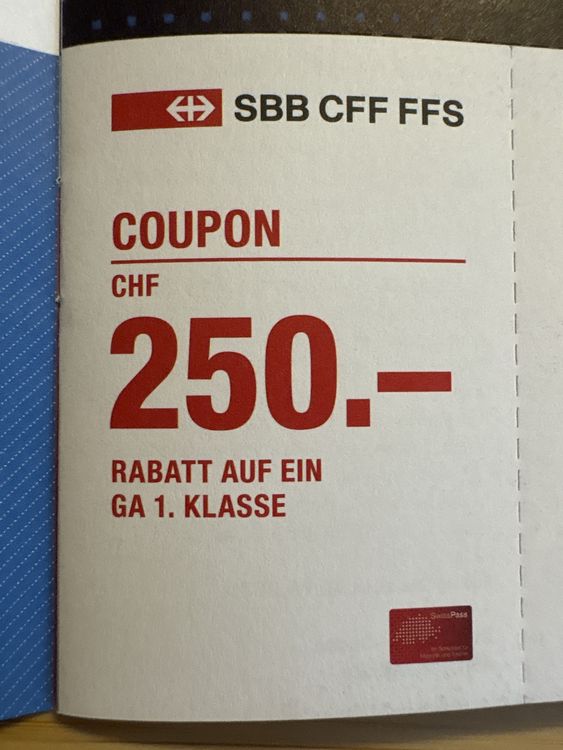 SBB CFF FFS
COUPON
CHF
250.–
RABATT AUF EIN
GA 1. KLASSE
SwissPass